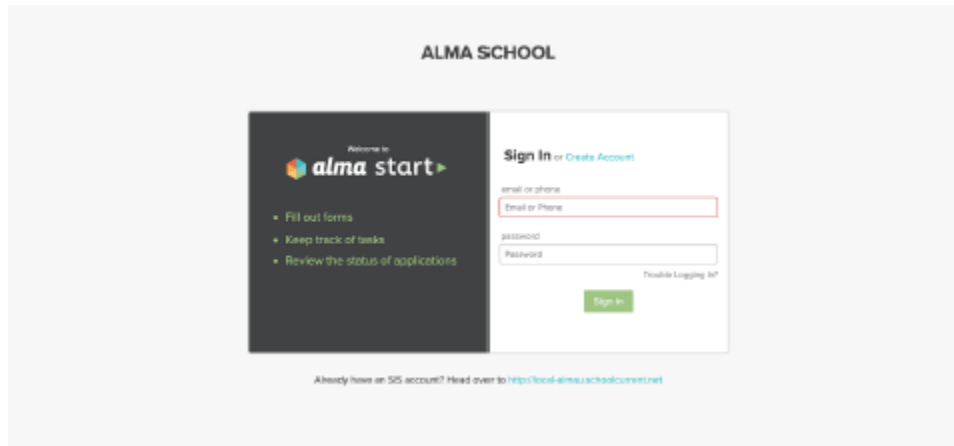 ALMA SCHOOL
Welcome to
alma start
Sign In or Create Account
email or phone
Email or Phone
• Fill out forms
• Keep track of tasks
• Review the status of applications
password
Password
Trouble Logging In?
Sign In
Already have an SIS account? Head over to